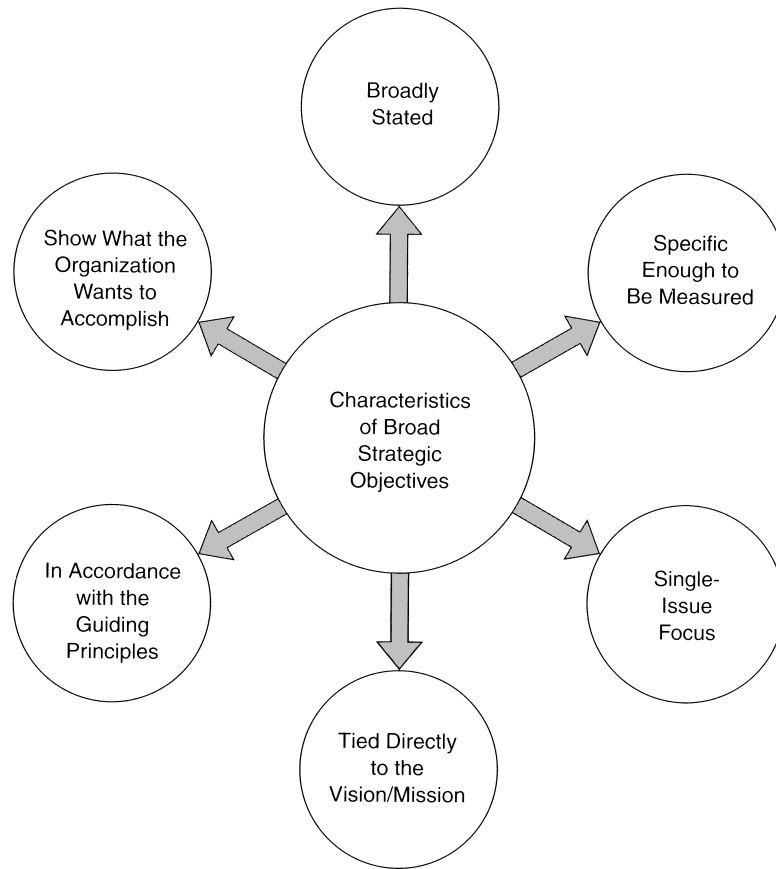 Broadly
Stated
Show What the
Organization
Wants to
Accomplish
Specific
Enough to
Be Measured
Characteristics
of Broad
Strategic
Objectives
In Accordance
with the
Guiding
Principles
Single-
Issue
Focus
Tied Directly
to the
Vision/Mission